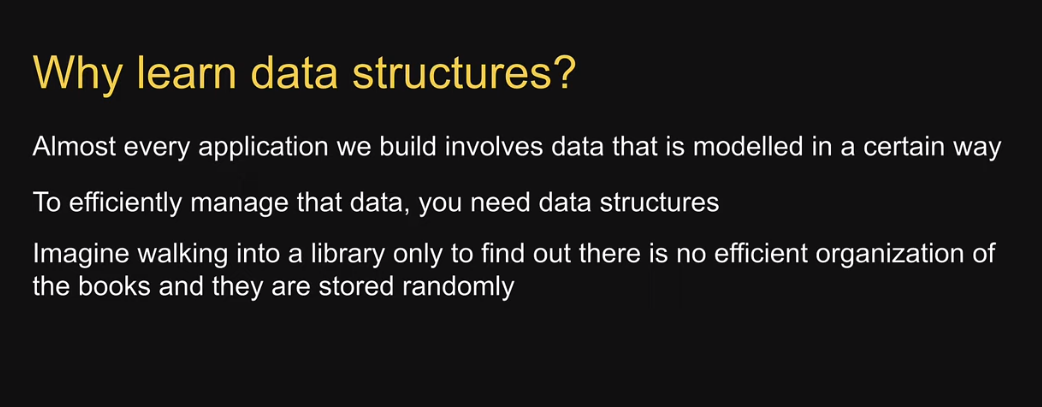 Why learn data structures?
Almost every application we build involves data that is modelled in a certain way
To efficiently manage that data, you need data structures
Imagine walking into a library only to find out there is no efficient organization of
the books and they are stored randomly